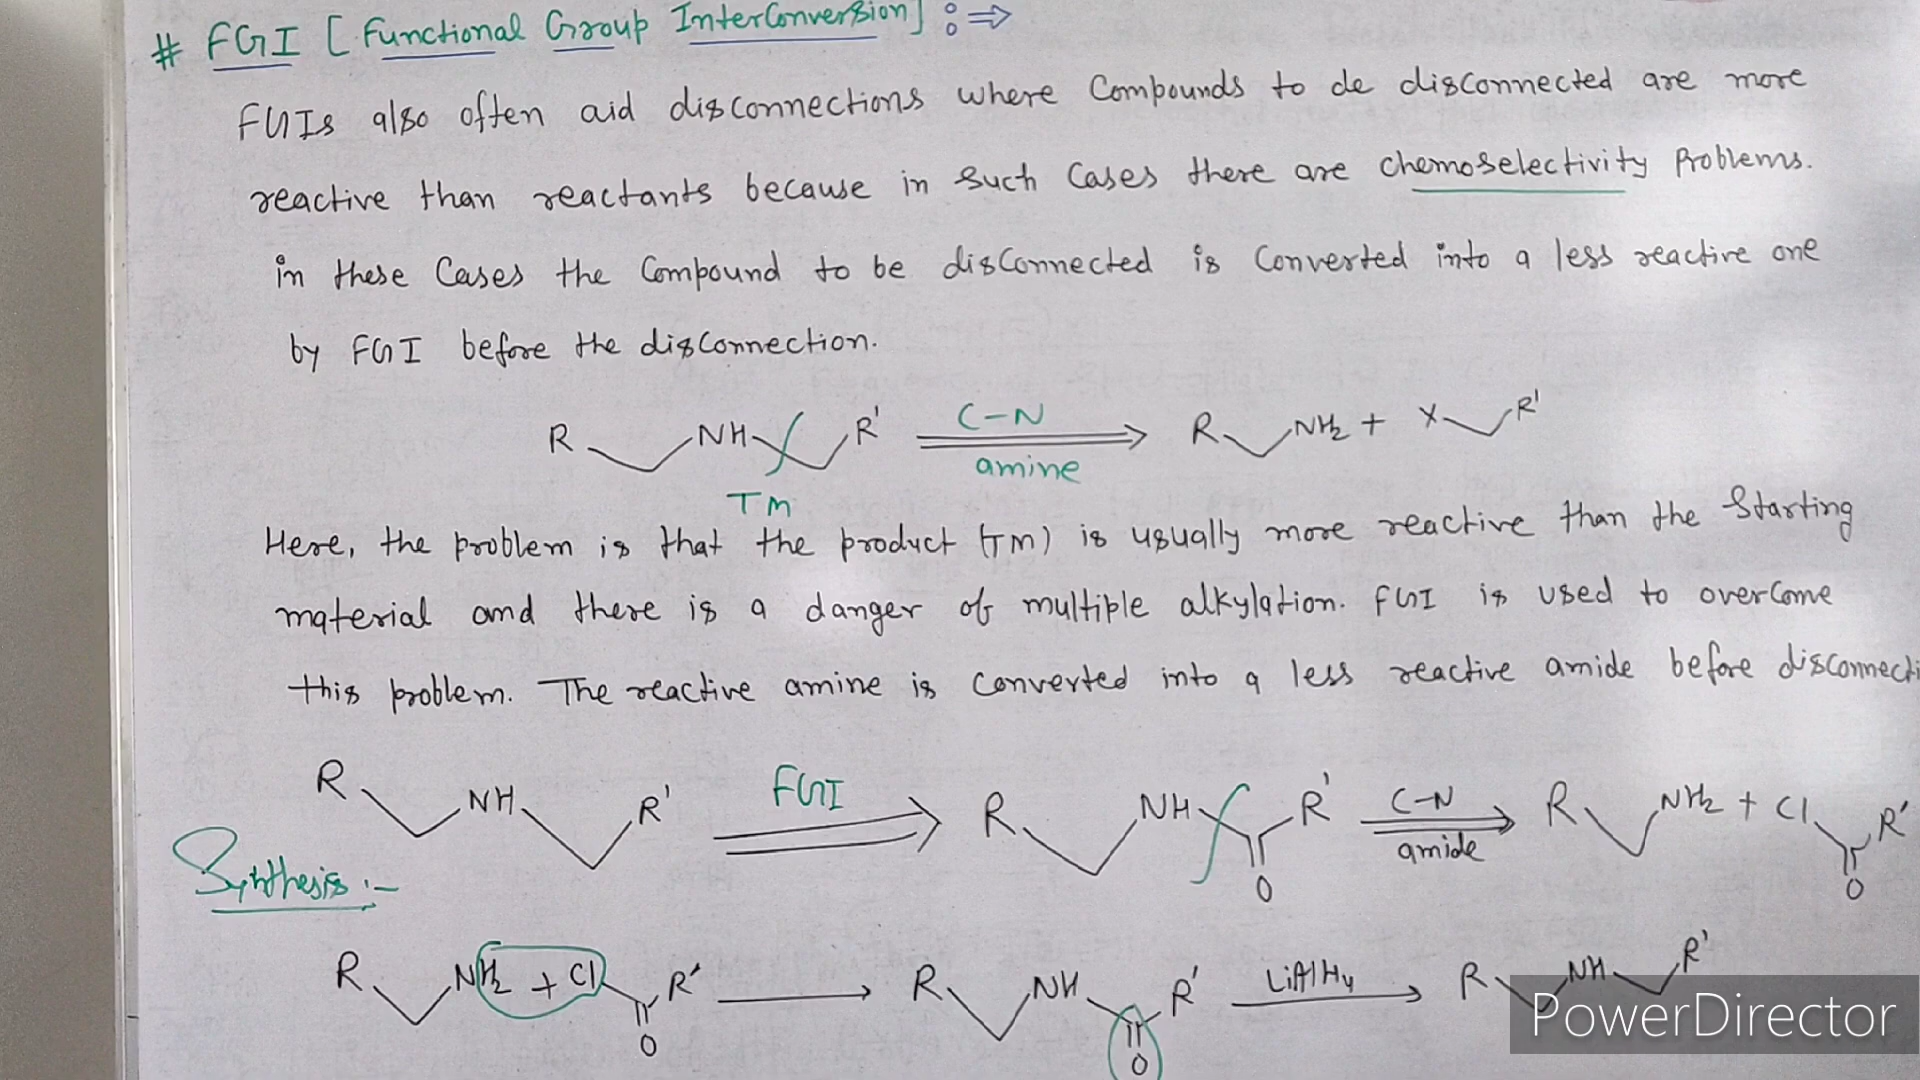 # FGI [Functional Group InterConversion] :⇒
FGIs also often aid disconnections where Compounds to de disconnected are more
reactive than reactants because in such Cases there are chemoselectivity Problems.
in these Cases the Compound to be disconnected is Converted into a less reactive one
by FGI before the disconnection.
R NH R' C-N amine R NH2 + X R'
TM
Here, the problem is that the product (TM) is usually more reactive than the Starting
material and there is a danger of multiple alkylation. FGI is used to overcome
this problem. The reactive amine is converted into a less reactive amide before disconnecti
R NH R' FGI R NH R' O C-N amide R NH2 + Cl R' O
Synthesis :-
R NH2 + Cl R' O R NH R' O LiAlH4 R NH R'
PowerDirector